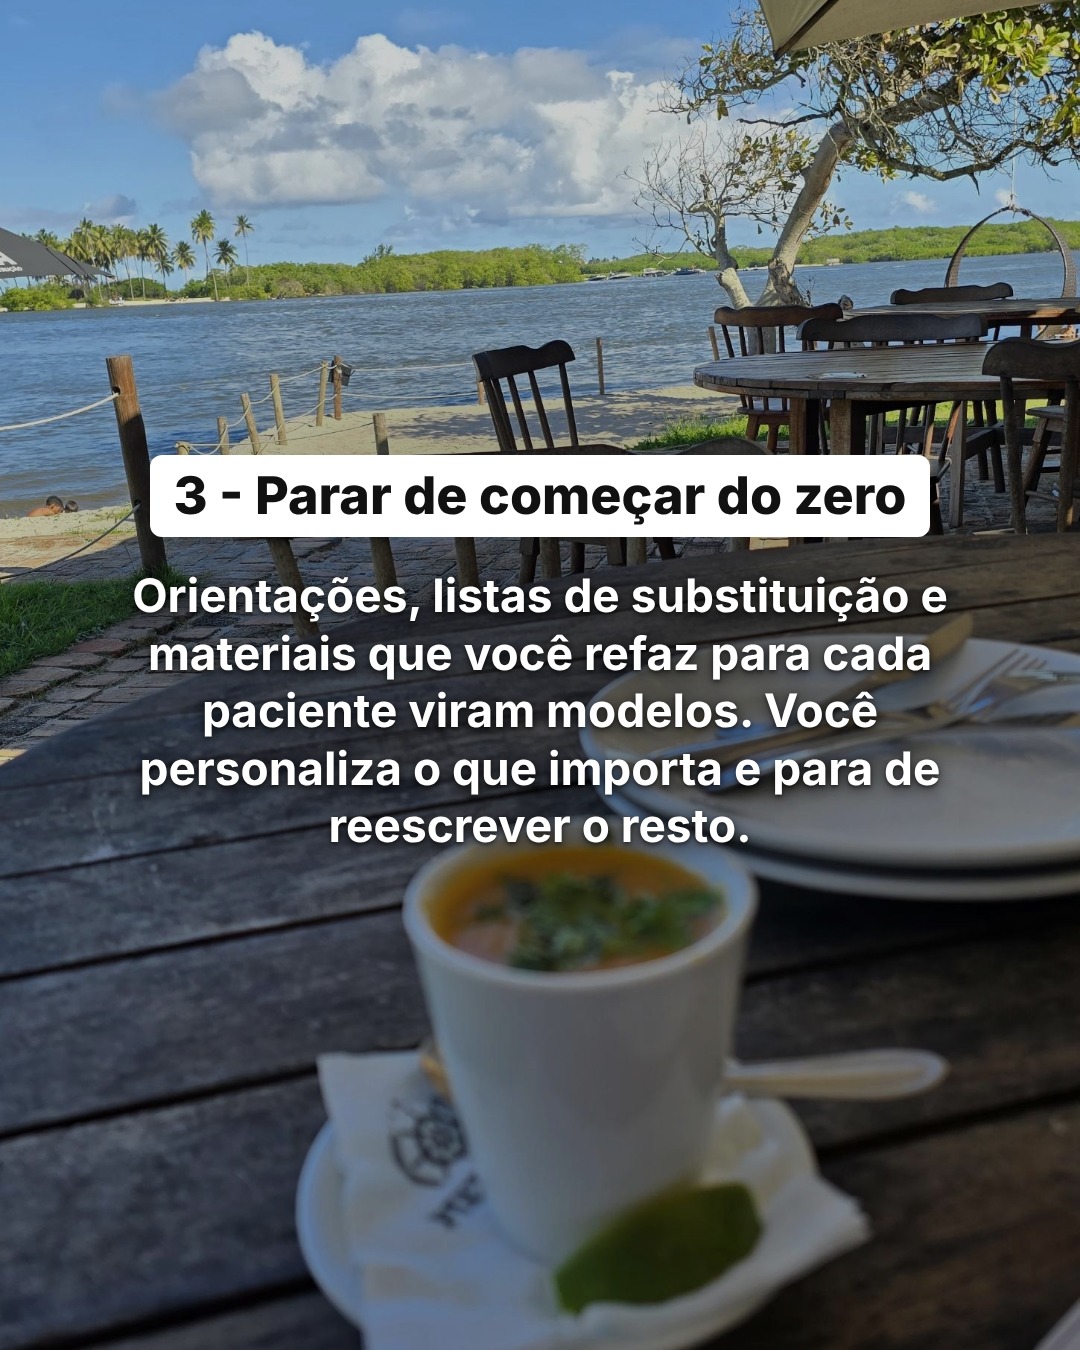 3 - Parar de começar do zero
Orientações, listas de substituição e
materiais que você refaz para cada
paciente viram modelos. Você
personaliza o que importa e para de
reescrever o resto.